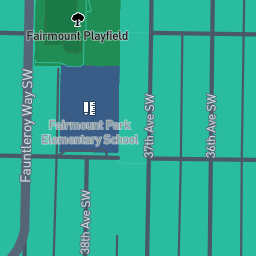 Fairmount Playfield
Fauntleroy Way SW
Fairmount Park
Elementary School
37th Ave SW
36th Ave SW
38th Ave SW